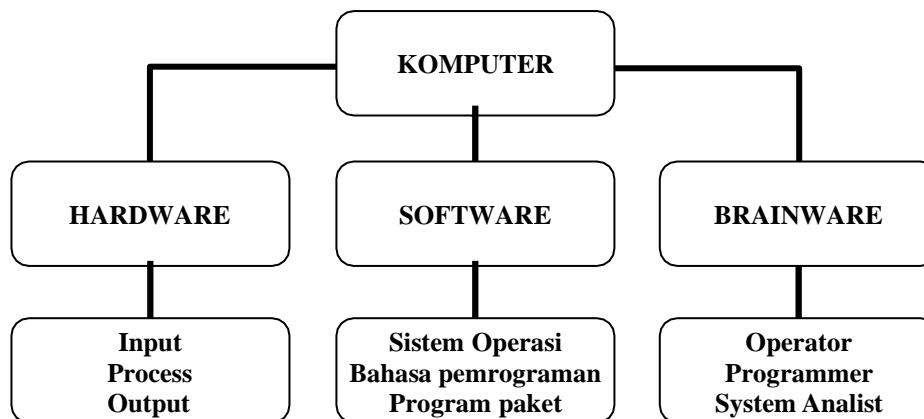 KOMPUTER
HARDWARE
SOFTWARE
BRAINWARE
Input
Process
Output
Sistem Operasi
Bahasa pemrograman
Program paket
Operator
Programmer
System Analist